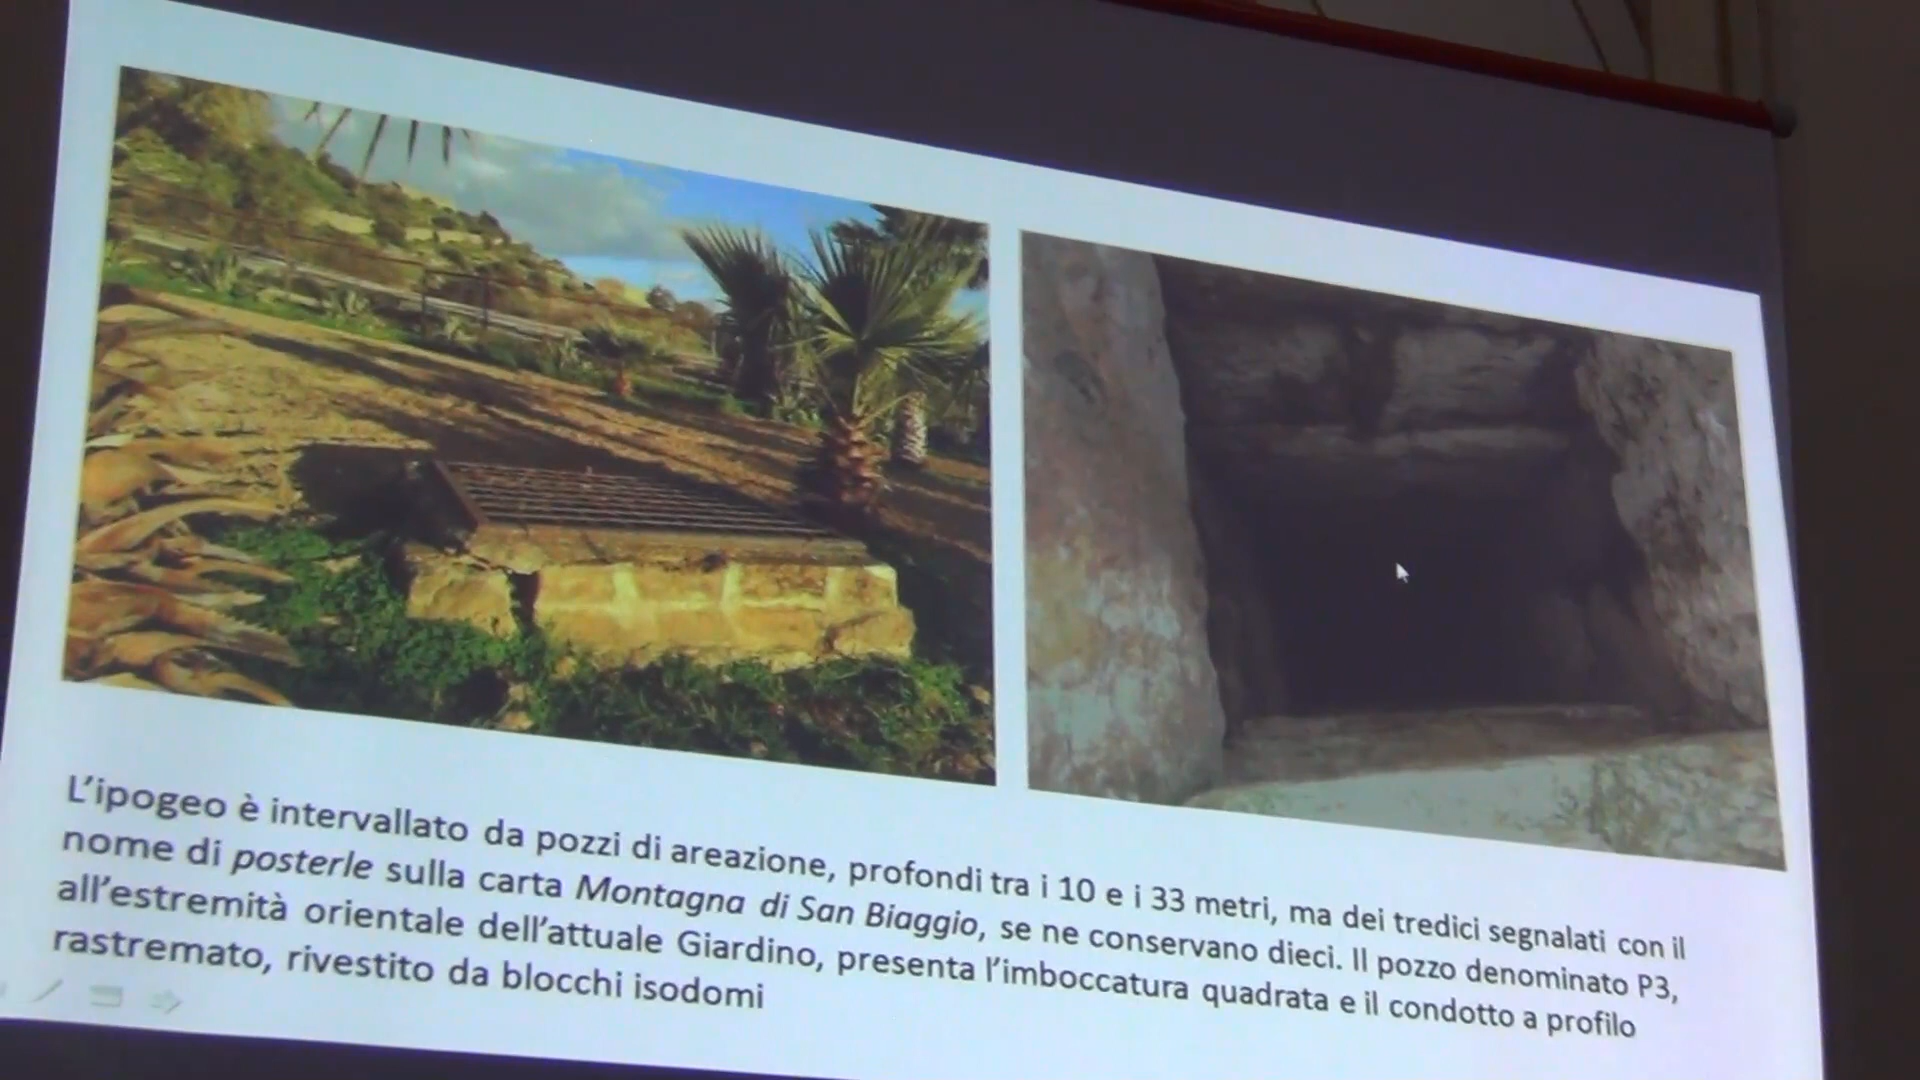 L'ipogeo è intervallato da pozzi di areazione, profondi tra i 10 e i 33 metri, ma dei tredici segnalati con il
nome di posterle sulla carta Montagna di San Biaggio, se ne conservano dieci. Il pozzo denominato P3,
all'estremità orientale dell'attuale Giardino, presenta l'imboccatura quadrata e il condotto a profilo
rastremato, rivestito da blocchi isodomi